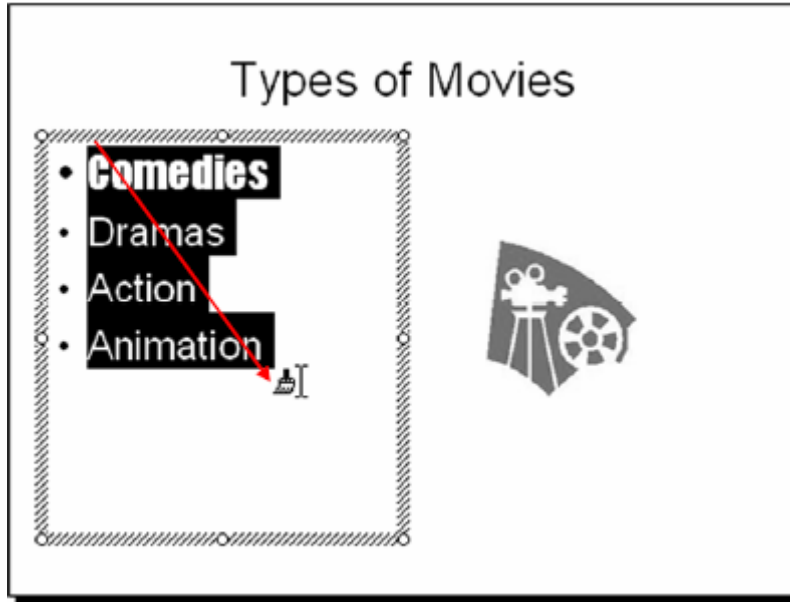 Types of Movies
• Comedies
• Dramas
• Action
• Animation